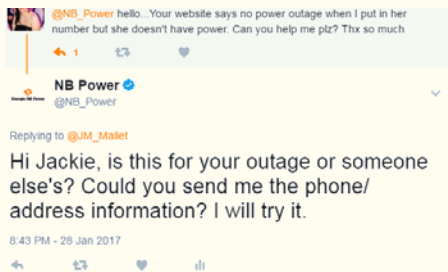 @NB_Power hello...Your website says no power outage when I put in her
number but she doesn't have power. Can you help me plz? Thx so much
1
NB Power
@NB_Power
Replying to @JM_Mallet
Hi Jackie, is this for your outage or someone
else's? Could you send me the phone/
address information? I will try it.
8:43 PM - 28 Jan 2017